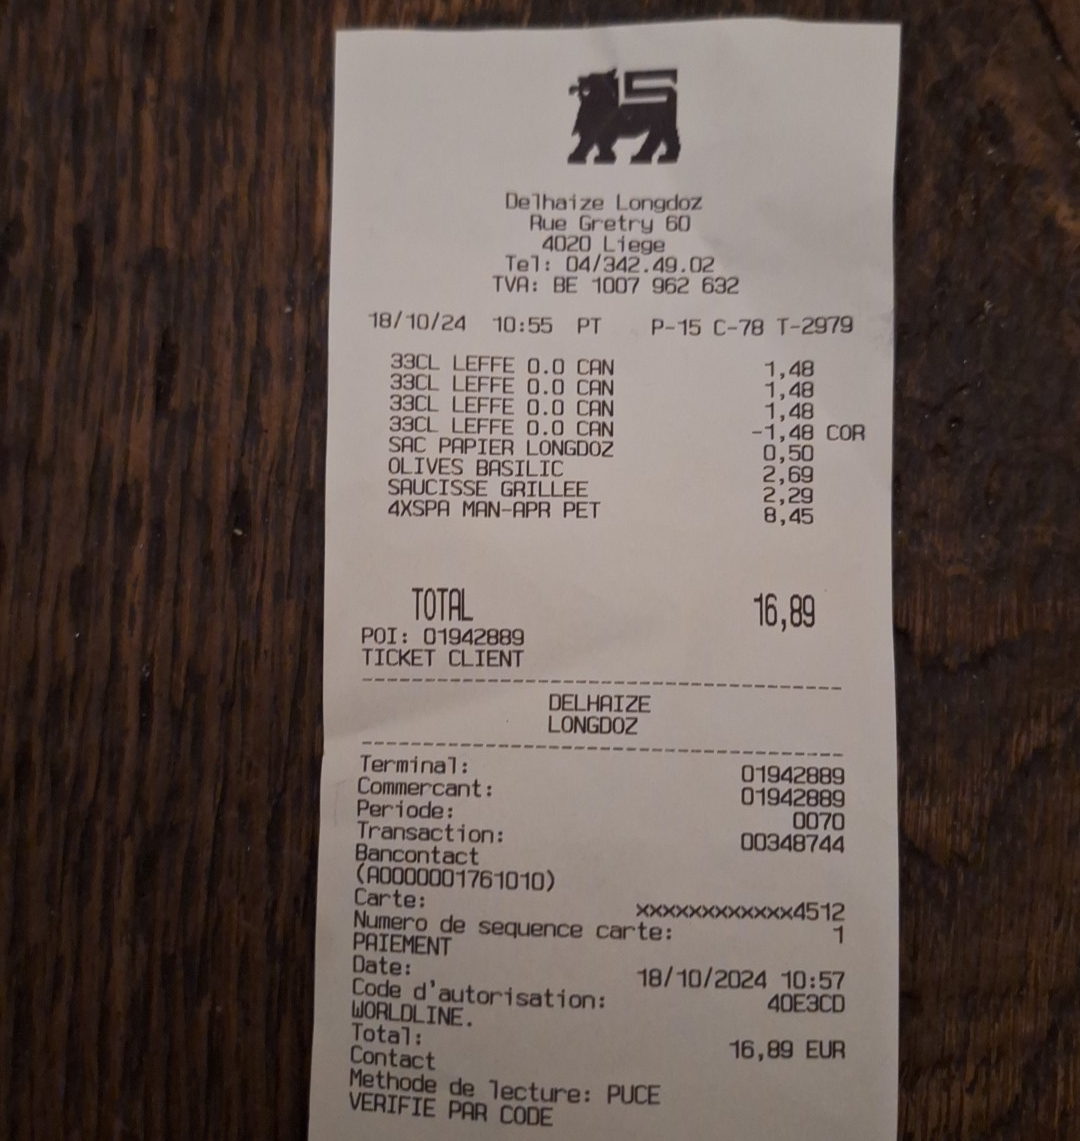 Delhaize Longdoz
Rue Gretry 60
4020 Liege
Tel: 04/342.49.02
TVA: BE 1007 962 632
18/10/24 10:55 PT P-15 C-78 T-2979
33CL LEFFE 0.0 CAN 1,48
33CL LEFFE 0.0 CAN 1,48
33CL LEFFE 0.0 CAN 1,48
33CL LEFFE 0.0 CAN -1,48 COR
SAC PAPIER LONGDOZ 0,50
OLIVES BASILIC 2,69
SAUCISSE GRILLEE 2,29
4XSPA MAN-APR PET 8,45
TOTAL 16,89
POI: 01942889
TICKET CLIENT
DELHAIZE
LONGDOZ
Terminal: 01942889
Commercant: 01942889
Periode: 0070
Transaction: 00348744
Bancontact
(A0000001761010)
Carte: xxxxxxxxxxxxx4512
Numero de sequence carte: 1
PAIEMENT
Date: 18/10/2024 10:57
Code d'autorisation: 40E3CD
WORLDLINE.
Total: 16,89 EUR
Contact
Methode de lecture: PUCE
VERIFIE PAR CODE